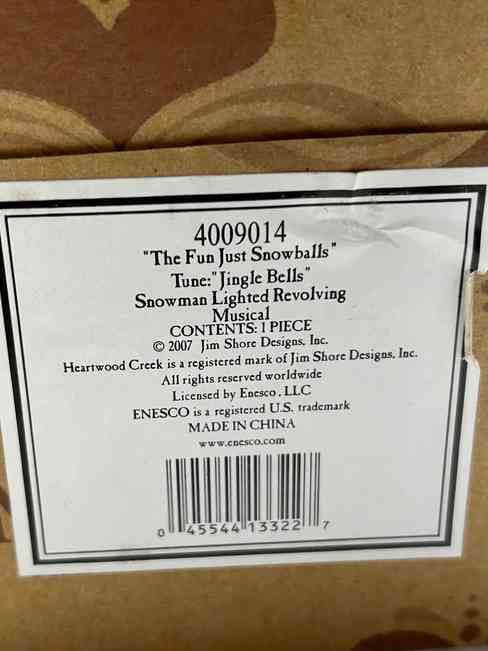 4009014
"The Fun Just Snowballs"
Tune:"Jingle Bells"
Snowman Lighted Revolving
Musical
CONTENTS: 1 PIECE
© 2007 Jim Shore Designs, Inc.
Heartwood Creek is a registered mark of Jim Shore Designs, Inc.
All rights reserved worldwide
Licensed by Enesco, LLC
ENESCO is a registered U.S. trademark
MADE IN CHINA
www.enesco.com
0 45544 13322 7